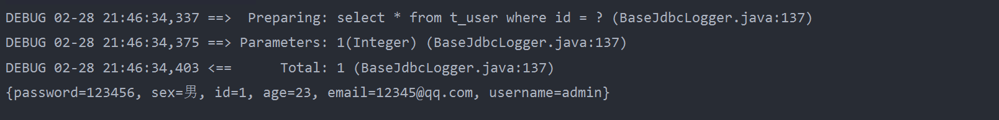 DEBUG 02-28 21:46:34,337 ==>  Preparing: select * from t_user where id = ? (BaseJdbcLogger.java:137)
DEBUG 02-28 21:46:34,375 ==> Parameters: 1(Integer) (BaseJdbcLogger.java:137)
DEBUG 02-28 21:46:34,403 <==      Total: 1 (BaseJdbcLogger.java:137)
{password=123456, sex=男, id=1, age=23, email=12345@qq.com, username=admin}